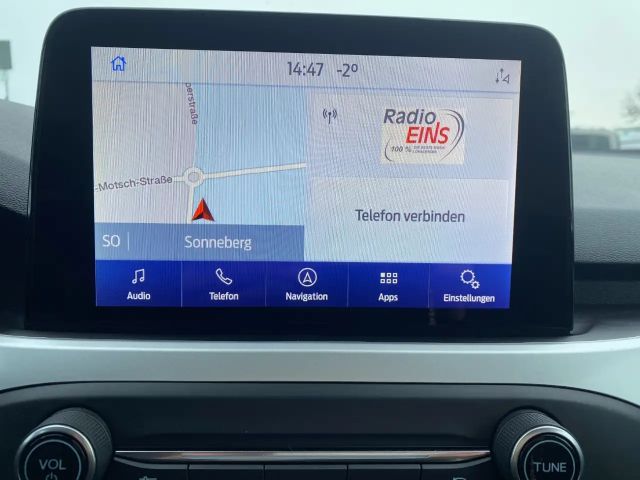 14:47 -2°
perstraße
-Motsch-Straße
SO Sonneberg
Radio
EINS
100 %
Telefon verbinden
Audio Telefon Navigation Apps Einstellungen
VOL TUNE